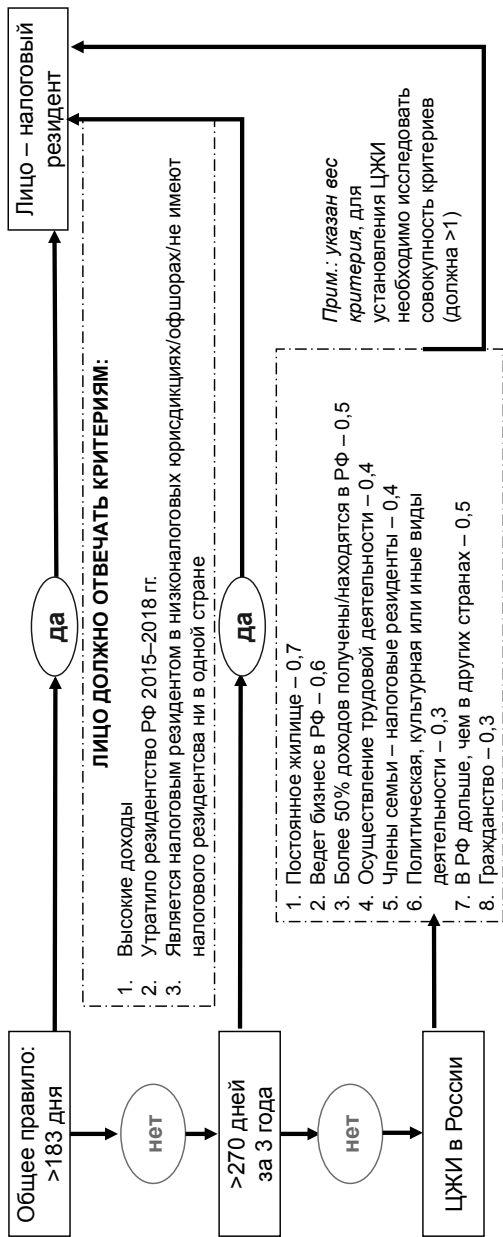 Общее правило:
>183 дня
да
Лицо – налоговый
резидент
нет
ЛИЦО ДОЛЖНО ОТВЕЧАТЬ КРИТЕРИЯМ:
1. Высокие доходы
2. Утратило резидентство РФ 2015–2018 гг.
3. Является налоговым резидентом в низконалоговых юрисдикциях/офшорах/не имеют
налогового резидентсва ни в одной стране
>270 дней
за 3 года
да
нет
ЦЖИ в России
1. Постоянное жилище – 0,7
2. Ведет бизнес в РФ – 0,6
3. Более 50% доходов получены/находятся в РФ – 0,5
4. Осуществление трудовой деятельности – 0,4
5. Члены семьи – налоговые резиденты – 0,4
6. Политическая, культурная или иные виды
деятельности – 0,3
7. В РФ дольше, чем в других странах – 0,5
8. Гражданство – 0,3
Прим.: указан вес
критерия, для
установления ЦЖИ
необходимо исследовать
совокупность критериев
(должна >1)